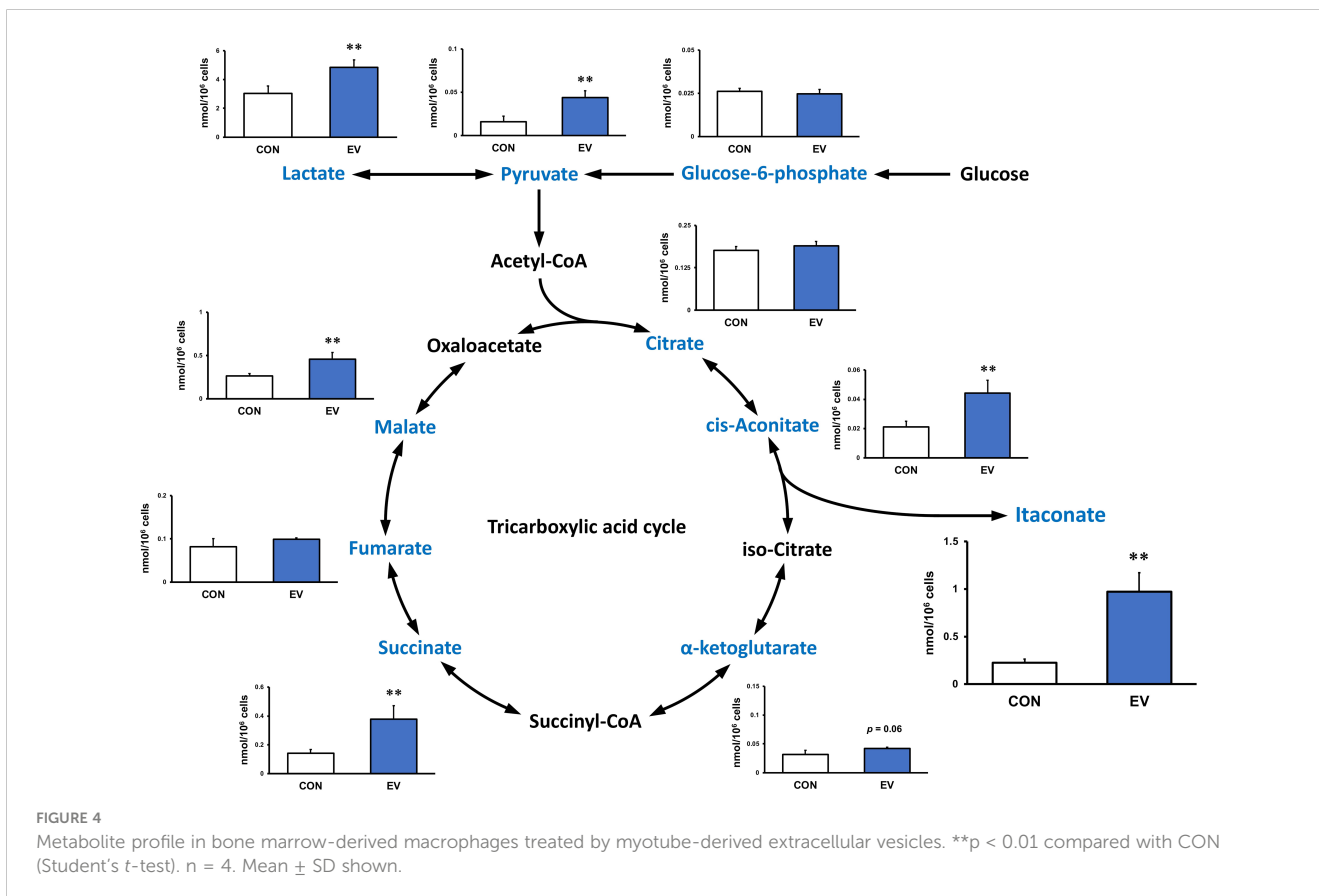 nmol/10⁶ cells
6
4
2
0
**
CON
EV
nmol/10⁶ cells
0.1
0.05
0
**
CON
EV
nmol/10⁶ cells
0.05
0.025
0
CON
EV
Lactate
Pyruvate
Glucose-6-phosphate
Glucose
Acetyl-CoA
nmol/10⁶ cells
0.25
0.125
0
CON
EV
nmol/10⁶ cells
1
0.5
0
**
CON
EV
Oxaloacetate
Citrate
nmol/10⁶ cells
0.06
0.04
0.02
0
**
CON
EV
Malate
cis-Aconitate
nmol/10⁶ cells
0.2
0.1
0
CON
EV
Tricarboxylic acid cycle
Itaconate
Fumarate
iso-Citrate
nmol/10⁶ cells
1.5
1
0.5
0
**
CON
EV
Succinate
α-ketoglutarate
nmol/10⁶ cells
0.6
0.4
0.2
0
**
CON
EV
Succinyl-CoA
nmol/10⁶ cells
0.15
0.1
0.05
0
p = 0.06
CON
EV
FIGURE 4
Metabolite profile in bone marrow-derived macrophages treated by myotube-derived extracellular vesicles. **p < 0.01 compared with CON
(Student’s t-test). n = 4. Mean ± SD shown.